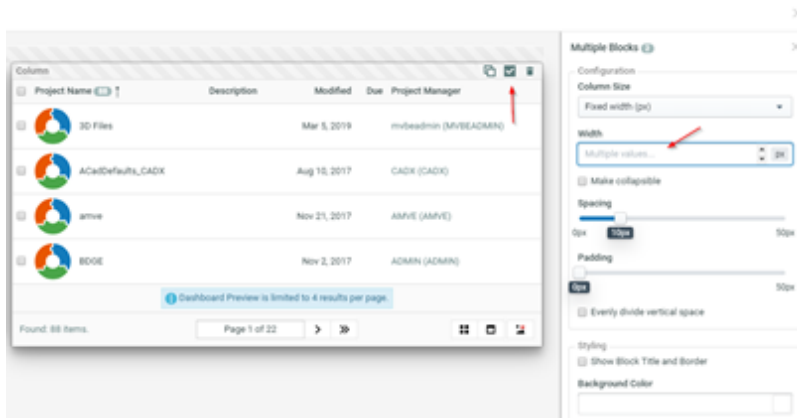 Multiple Blocks
Column
Configuration
Column Size
Project Name Description Modified Due Project Manager
Fixed width (px)
3D Files Mar 5, 2019 mvbeadmin (MVBEADMIN)
Width
Multiple values... px
ACadDefaults_CADX Aug 10, 2017 CADX (CADX)
Make collapsible
Spacing
amve Nov 21, 2017 AMVE (AMVE)
0px 10px 50px
BDGE Nov 2, 2017 ADMIN (ADMIN)
Padding
0px 50px
Dashboard Preview is limited to 4 results per page.
Evenly divide vertical space
Found: 88 items. Page 1 of 22
Styling
Show Block Title and Border
Background Color